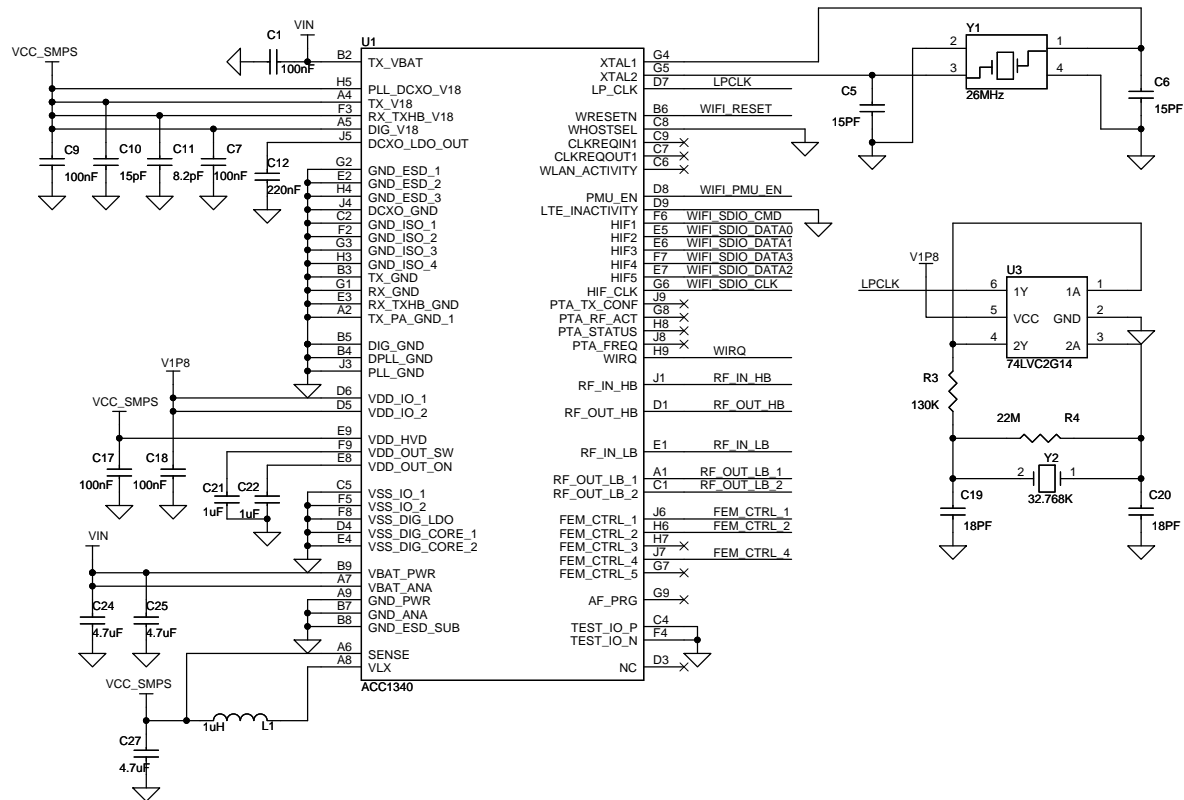 VIN
C1
100nF
VCC_SMPS
U1
B2 TX_VBAT
H5 PLL_DCXO_V18
A4 TX_V18
F3 RX_TXHB_V18
A5 DIG_V18
J5 DCXO_LDO_OUT
C9
100nF
C10
15pF
C11
8.2pF
C7
100nF
C12
220nF
G2 GND_ESD_1
E2 GND_ESD_2
H4 GND_ESD_3
J4 DCXO_GND
C2 GND_ISO_1
F2 GND_ISO_2
G3 GND_ISO_3
H3 GND_ISO_4
B3 TX_GND
G1 RX_GND
E3 RX_TXHB_GND
A2 TX_PA_GND_1
B5 DIG_GND
B4 DPLL_GND
J3 PLL_GND
V1P8
D6 VDD_IO_1
D5 VDD_IO_2
VCC_SMPS
E9 VDD_HVD
F9 VDD_OUT_SW
E8 VDD_OUT_ON
C17
100nF
C18
100nF
C21
1uF
C22
1uF
C5 VSS_IO_1
F5 VSS_IO_2
F8 VSS_DIG_LDO
D4 VSS_DIG_CORE_1
E4 VSS_DIG_CORE_2
VIN
B9 VBAT_PWR
A7 VBAT_ANA
A9 GND_PWR
B7 GND_ANA
B8 GND_ESD_SUB
C24
4.7uF
C25
4.7uF
A6 SENSE
A8 VLX
VCC_SMPS
1uH L1
C27
4.7uF
ACC1340
XTAL1 G4
XTAL2 G5
LP_CLK D7 LPCLK
WRESETN B6 WIFI_RESET
WHOSTSEL C8
CLKREQIN1 C9
CLKREQOUT1 C7
WLAN_ACTIVITY C6
PMU_EN D8 WIFI_PMU_EN
LTE_INACTIVITY D9
HIF1 F6 WIFI_SDIO_CMD
HIF2 E5 WIFI_SDIO_DATA0
HIF3 E6 WIFI_SDIO_DATA1
HIF4 F7 WIFI_SDIO_DATA3
HIF5 E7 WIFI_SDIO_DATA2
HIF_CLK G6 WIFI_SDIO_CLK
PTA_TX_CONF J9
PTA_RF_ACT G8
PTA_STATUS H8
PTA_FREQ J8
WIRQ H9 WIRQ
RF_IN_HB J1 RF_IN_HB
RF_OUT_HB D1 RF_OUT_HB
RF_IN_LB E1 RF_IN_LB
RF_OUT_LB_1 A1 RF_OUT_LB_1
RF_OUT_LB_2 C1 RF_OUT_LB_2
FEM_CTRL_1 J6 FEM_CTRL_1
FEM_CTRL_2 H6 FEM_CTRL_2
FEM_CTRL_3 H7
FEM_CTRL_4 J7 FEM_CTRL_4
FEM_CTRL_5 G7
AF_PRG G9
TEST_IO_P C4
TEST_IO_N F4
NC D3
Y1
2 1
3 4
26MHz
C5
15PF
C6
15PF
V1P8
U3
LPCLK 6 1Y 1A 1
5 VCC GND 2
4 2Y 2A 3
74LVC2G14
R3
130K
22M R4
Y2
2 1
32.768K
C19
18PF
C20
18PF